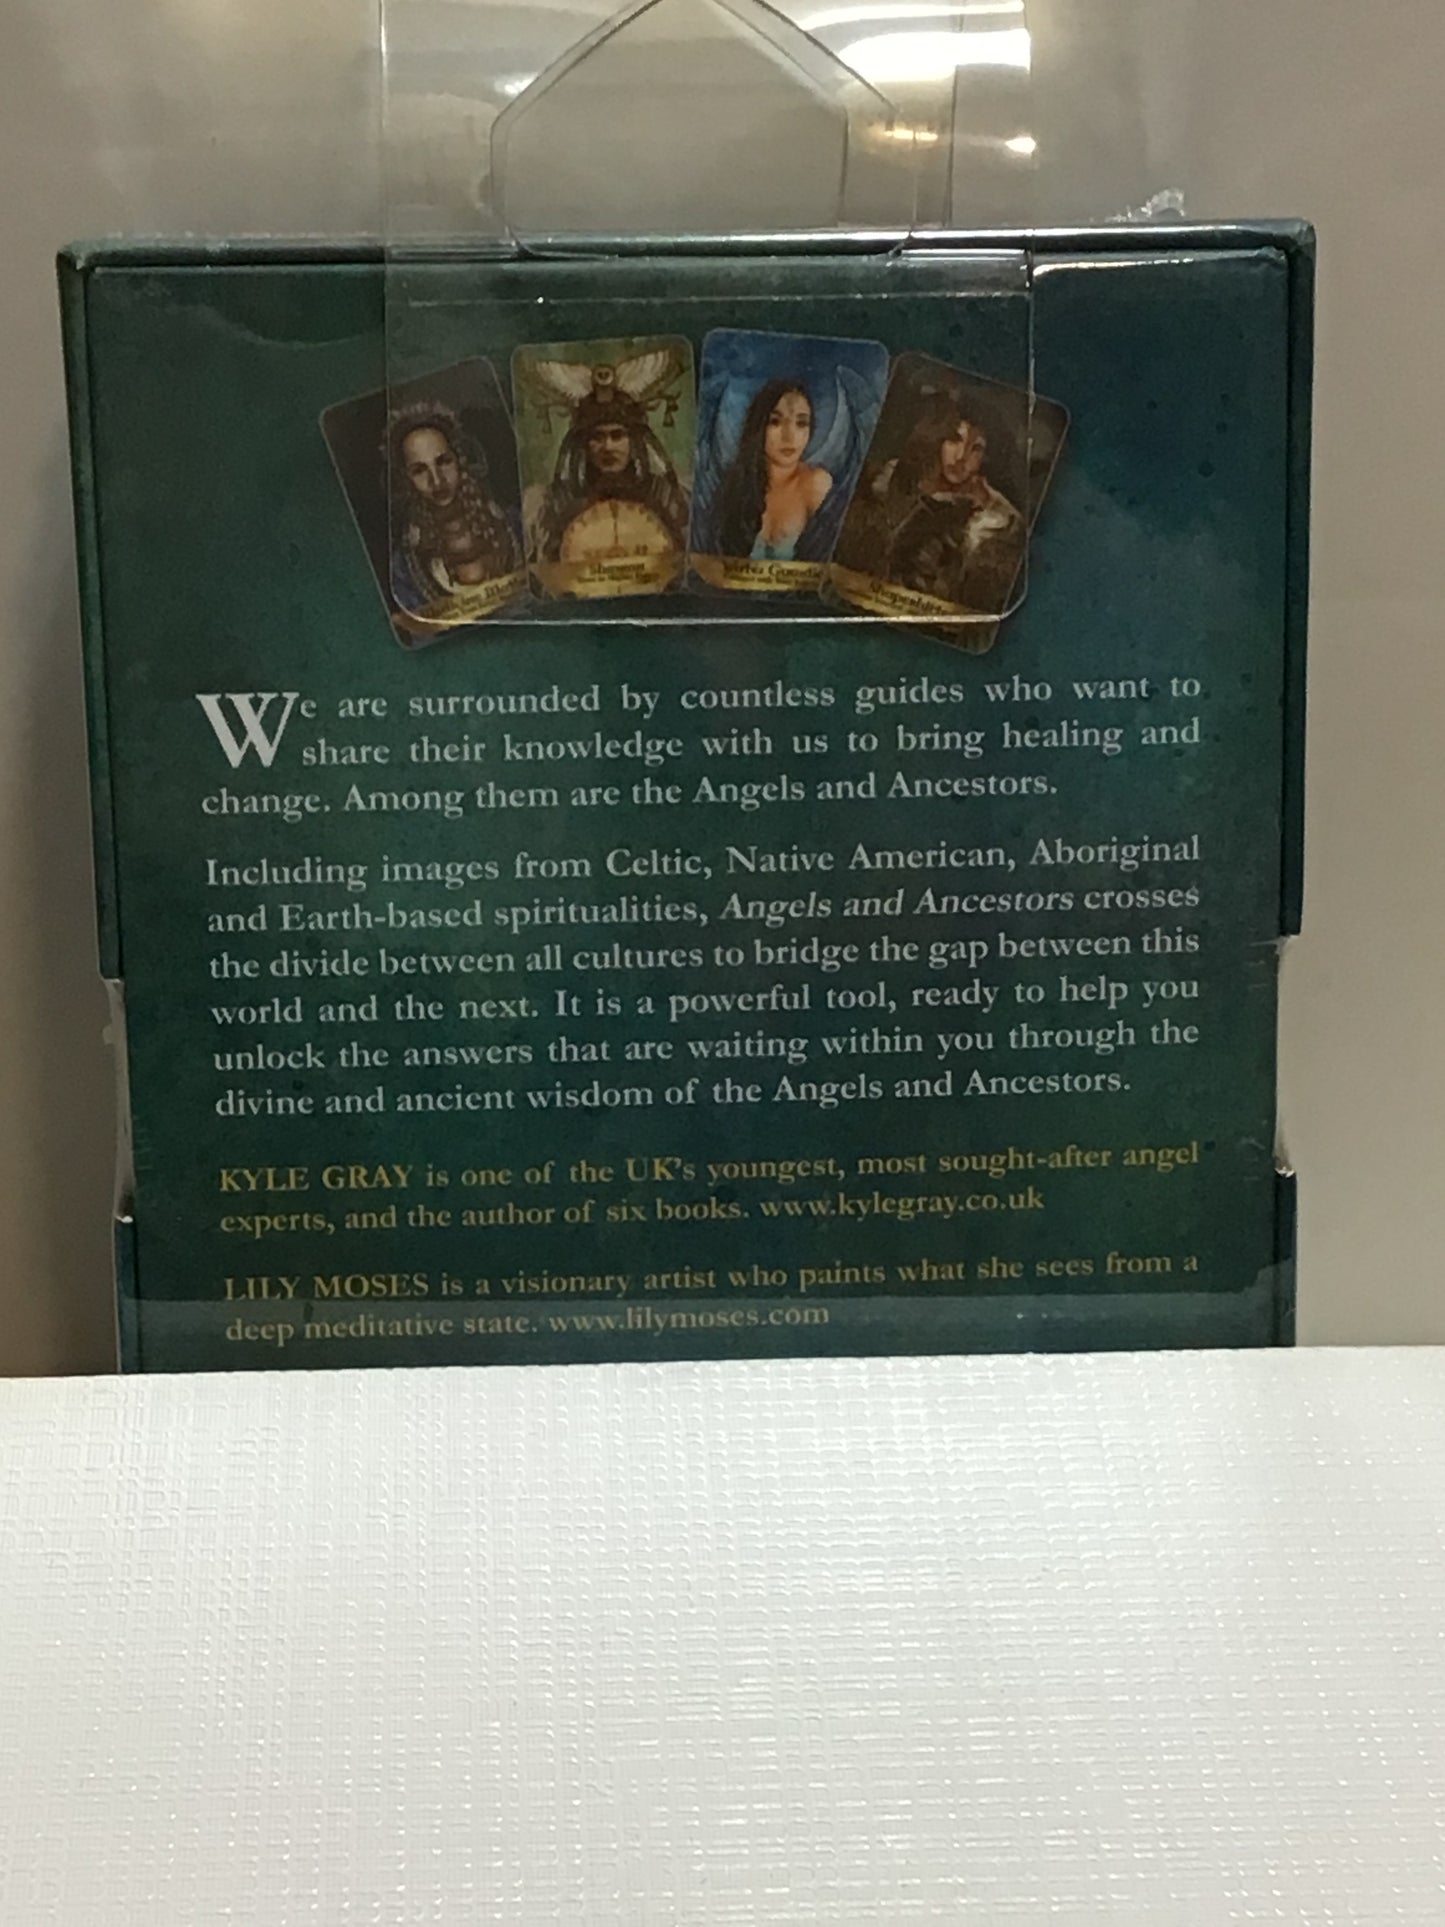 Shaman
We are surrounded by countless guides who want to
share their knowledge with us to bring healing and
change. Among them are the Angels and Ancestors.
Including images from Celtic, Native American, Aboriginal
and Earth-based spiritualities, Angels and Ancestors crosses
the divide between all cultures to bridge the gap between this
world and the next. It is a powerful tool, ready to help you
unlock the answers that are waiting within you through the
divine and ancient wisdom of the Angels and Ancestors.
KYLE GRAY is one of the UK's youngest, most sought-after angel
experts, and the author of six books. www.kylegray.co.uk
LILY MOSES is a visionary artist who paints what she sees from a
deep meditative state. www.lilymoses.com